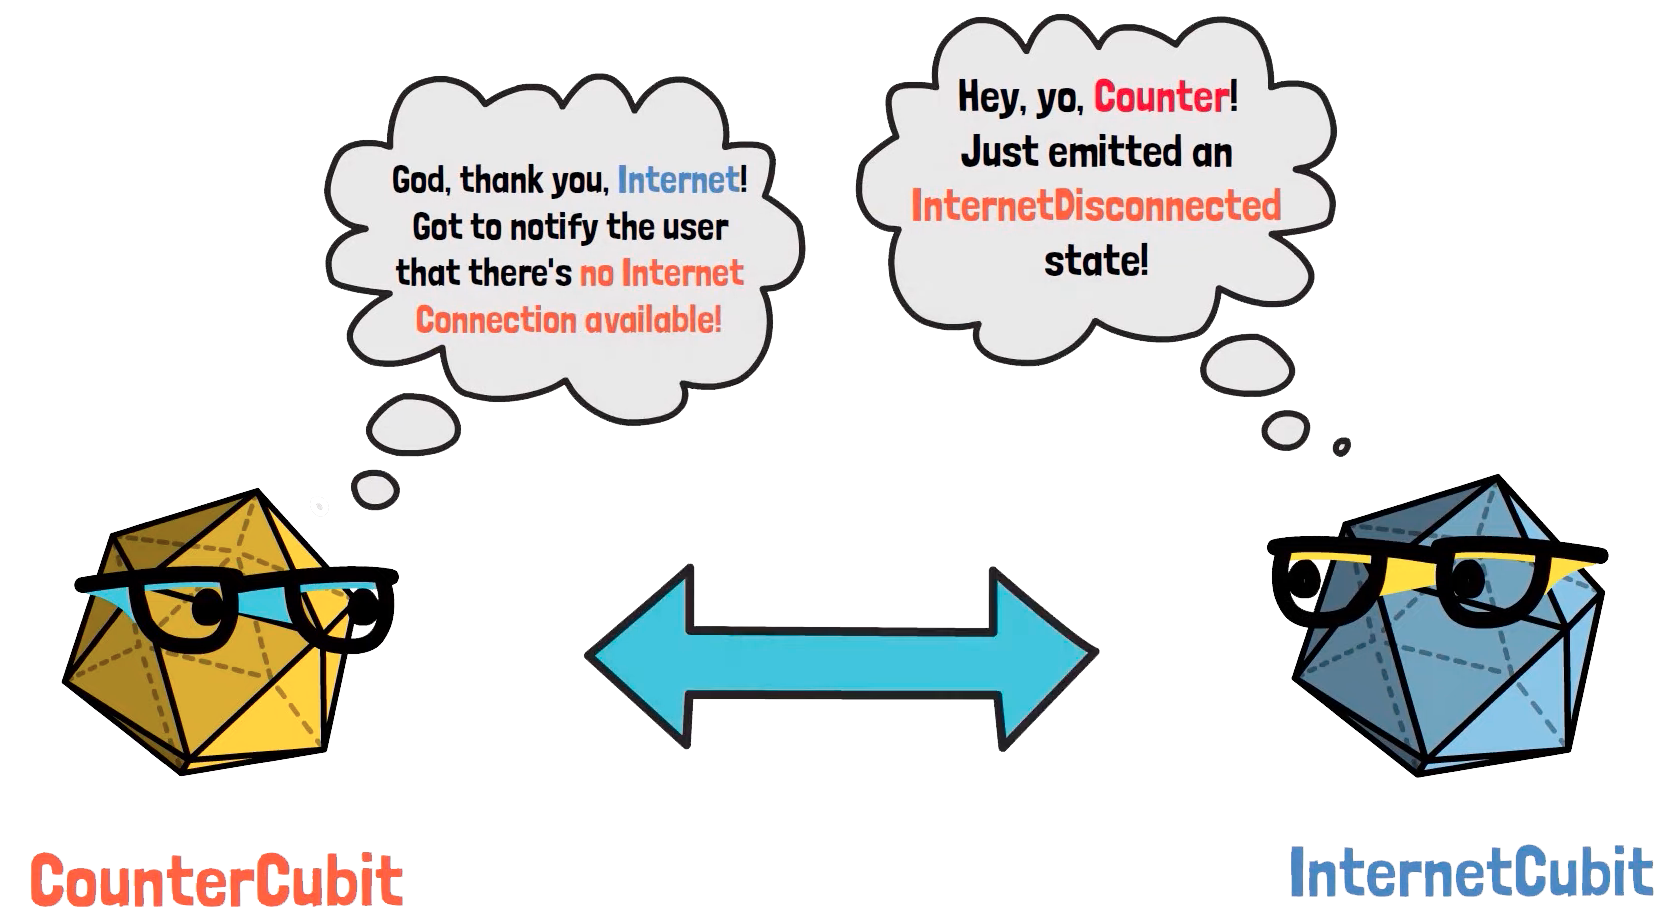 God, thank you, Internet!
Got to notify the user
that there's no Internet
Connection available!
Hey, yo, Counter!
Just emitted an
InternetDisconnected
state!
CounterCubit
InternetCubit